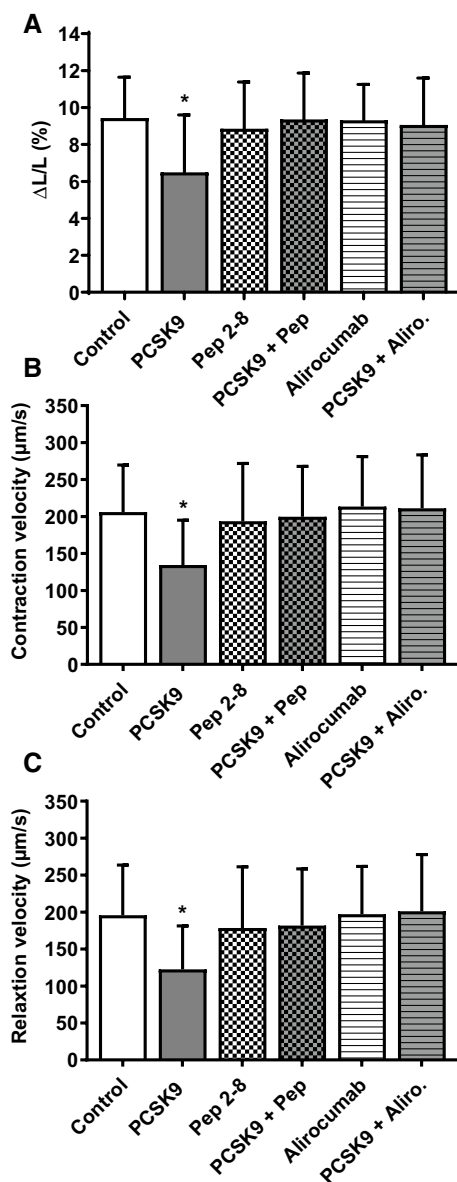 A
ΔL/L (%)
14
12
10
8
6
4
2
0
*
Control
PCSK9
Pep 2-8
PCSK9 + Pep
Alirocumab
PCSK9 + Aliro.
B
Contraction velocity (µm/s)
350
300
250
200
150
100
50
0
*
Control
PCSK9
Pep 2-8
PCSK9 + Pep
Alirocumab
PCSK9 + Aliro.
C
Relaxtion velocity (µm/s)
350
300
250
200
150
100
50
0
*
Control
PCSK9
Pep 2-8
PCSK9 + Pep
Alirocumab
PCSK9 + Aliro.